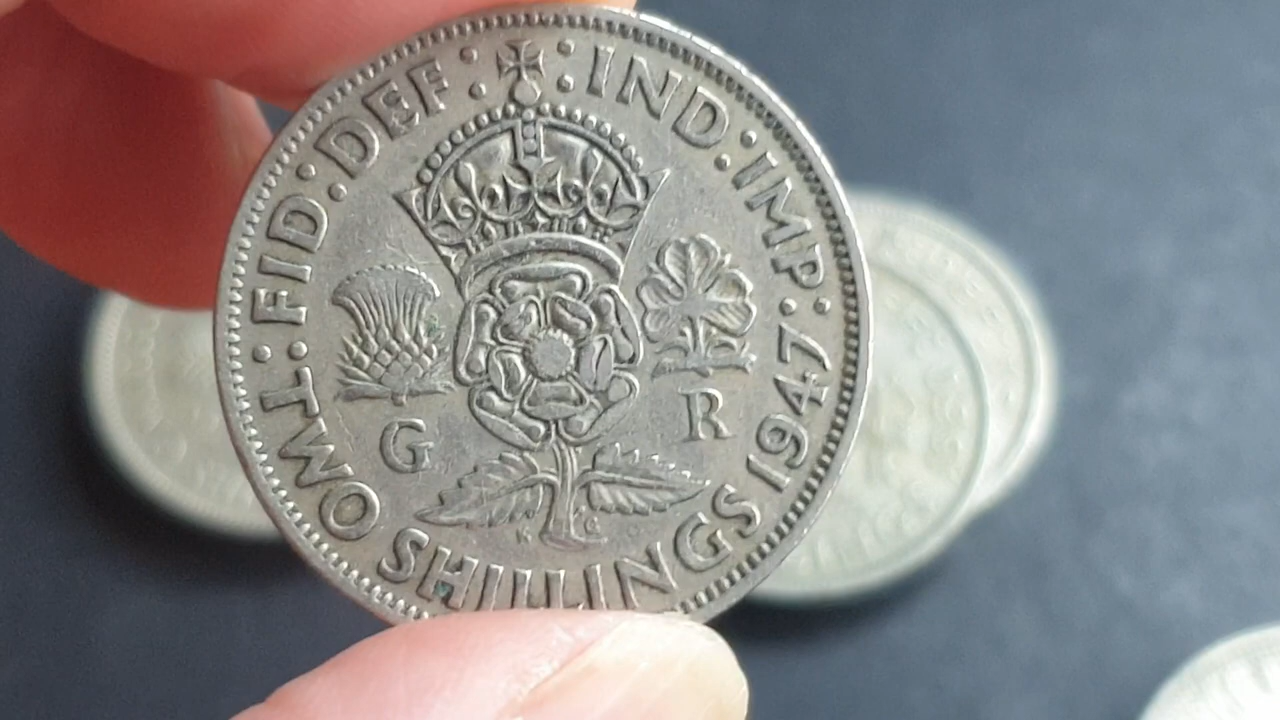 :FID:DEF:
:IND:IMP:
G R
TWO SHILLINGS 1947
K G